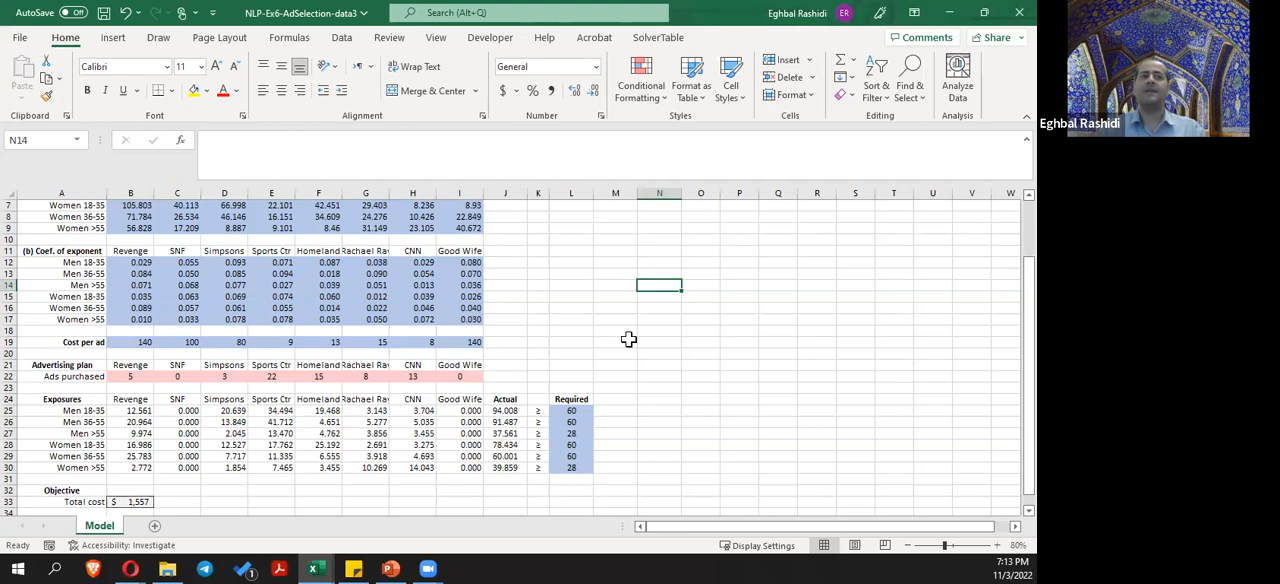 AutoSave Off NLP-Ex6-AdSelection-data3 Search (Alt+Q) Eghbal Rashidi ER
File Home Insert Draw Page Layout Formulas Data Review View Developer Help Acrobat SolverTable Comments Share
Calibri 11 Wrap Text General Insert
Paste B I U Merge & Center $ % Conditional Formatting Format as Table Cell Styles Delete Format Sort & Filter Find & Select Analyze Data
Clipboard Font Alignment Number Styles Cells Editing Analysis
Eghbal Rashidi
N14 fx
A B C D E F G H I J K L M N O P Q R S T U V W
7 Women 18-35 105.803 40.113 66.998 22.101 42.451 29.403 8.236 8.93
8 Women 36-55 71.784 26.534 46.146 16.151 34.609 24.276 10.426 22.849
9 Women >55 56.828 17.209 8.887 9.101 8.46 31.149 23.105 40.672
10
11 (b) Coef. of exponent Revenge SNF Simpsons Sports Ctr Homeland Rachael Ray CNN Good Wife
12 Men 18-35 0.029 0.055 0.093 0.071 0.087 0.038 0.029 0.080
13 Men 36-55 0.084 0.050 0.085 0.094 0.018 0.090 0.054 0.070
14 Men >55 0.071 0.068 0.077 0.027 0.039 0.051 0.013 0.036
15 Women 18-35 0.035 0.063 0.069 0.074 0.060 0.012 0.039 0.026
16 Women 36-55 0.089 0.057 0.061 0.055 0.014 0.022 0.046 0.040
17 Women >55 0.010 0.033 0.078 0.078 0.035 0.050 0.072 0.030
18
19 Cost per ad 140 100 80 9 13 15 8 140
20
21 Advertising plan Revenge SNF Simpsons Sports Ctr Homeland Rachael Ray CNN Good Wife
22 Ads purchased 5 0 3 22 15 8 13 0
23
24 Exposures Revenge SNF Simpsons Sports Ctr Homeland Rachael Ray CNN Good Wife Actual Required
25 Men 18-35 12.561 0.000 20.639 34.494 19.468 3.143 3.704 0.000 94.008 ≥ 60
26 Men 36-55 20.964 0.000 13.849 41.712 4.651 5.277 5.035 0.000 91.487 ≥ 60
27 Men >55 9.974 0.000 2.045 13.470 4.762 3.856 3.455 0.000 37.561 ≥ 28
28 Women 18-35 16.986 0.000 12.527 17.762 25.192 2.691 3.275 0.000 78.434 ≥ 60
29 Women 36-55 25.783 0.000 7.717 11.335 6.555 3.918 4.693 0.000 60.001 ≥ 60
30 Women >55 2.772 0.000 1.854 7.465 3.455 10.269 14.043 0.000 39.859 ≥ 28
31
32 Objective
33 Total cost $ 1,557
34
Model
Ready Accessibility: Investigate Display Settings 80%
1 7:13 PM
11/3/2022